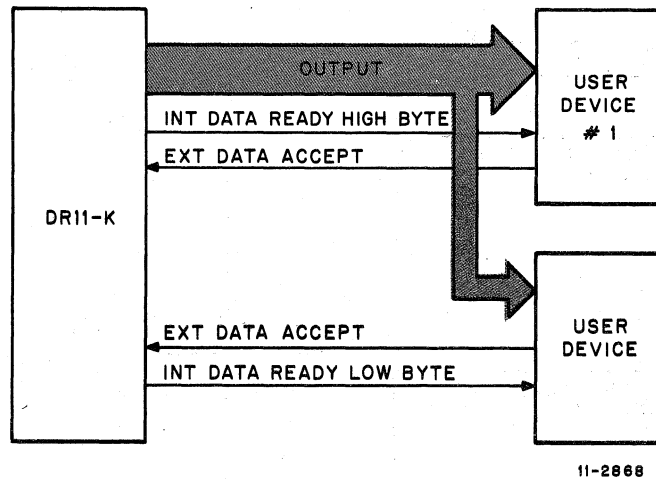 OUTPUT
USER
DEVICE
# 1
INT DATA READY HIGH BYTE
EXT DATA ACCEPT
DR11-K
EXT DATA ACCEPT
INT DATA READY LOW BYTE
USER
DEVICE
11-2868